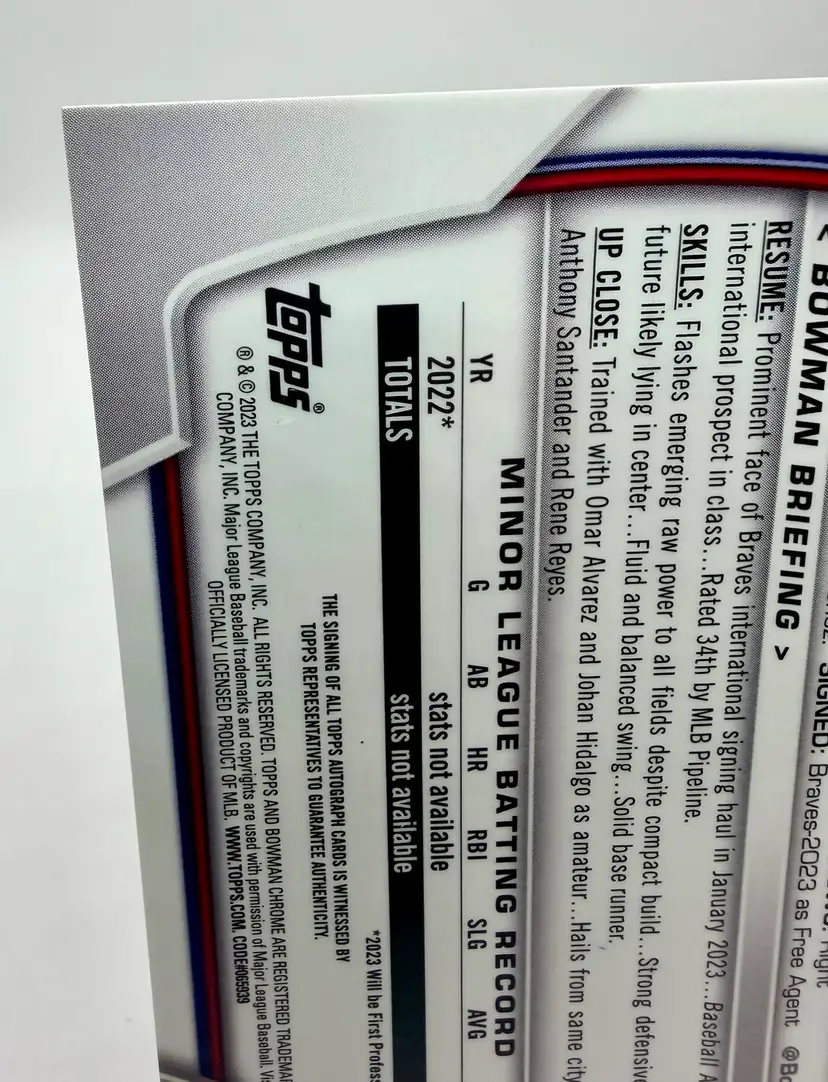 SIGNED: Braves-2023 as Free Agent
< BOWMAN BRIEFING >
RESUME: Prominent face of Braves international signing haul in January 2023...Baseball
international prospect in class...Rated 34th by MLB Pipeline.
SKILLS: Flashes emerging raw power to all fields despite compact build...Strong defensive
future likely lying in center...Fluid and balanced swing...Solid base runner.
UP CLOSE: Trained with Omar Alvarez and Johan Hidalgo as amateur...Hails from same city
Anthony Santander and Rene Reyes.
MINOR LEAGUE BATTING RECORD
YR G AB HR RBI SLG AVG
2022* stats not available
TOTALS stats not available
*2023 Will be First
THE SIGNING OF ALL TOPPS AUTOGRAPH CARDS IS WITNESSED BY
TOPPS REPRESENTATIVES TO GUARANTEE AUTHENTICITY.
topps®
® & © 2023 THE TOPPS COMPANY, INC. ALL RIGHTS RESERVED. TOPPS AND BOWMAN CHROME ARE REGISTERED
COMPANY, INC. Major League Baseball trademarks and copyrights are used with permission of Major League Baseball.
OFFICIALLY LICENSED PRODUCT OF MLB. WWW.TOPPS.COM. CODE#065939